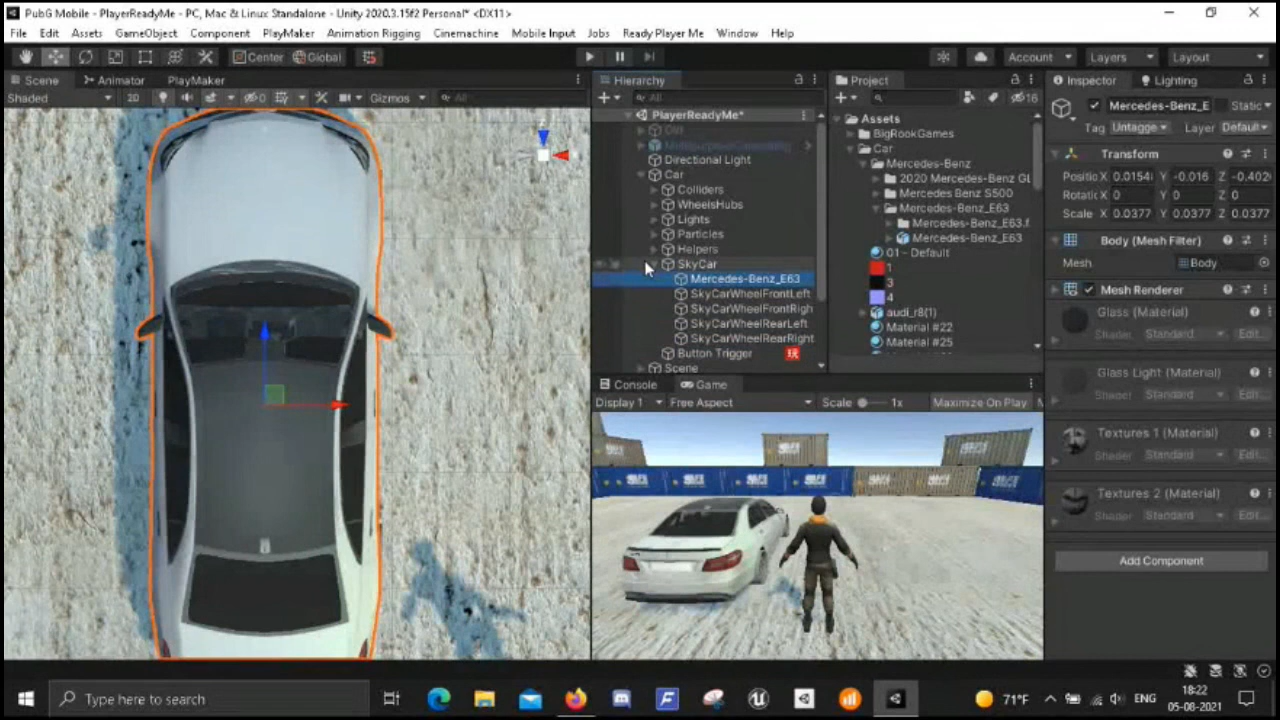 PubG Mobile - PlayerReadyMe - PC, Mac & Linux Standalone - Unity 2020.3.15f2 Personal* <DX11>
File Edit Assets GameObject Component PlayMaker Animation Rigging Cinemachine Mobile Input Jobs Ready Player Me Window Help
Center Global Account Layers Layout
Scene Animator PlayMaker
Shaded 2D 0 Gizmos All
Hierarchy
All
PlayerReadyMe*
Directional Light
Car
Colliders
WheelsHubs
Lights
Particles
Helpers
SkyCar
Mercedes-Benz_E63
SkyCarWheelFrontLeft
SkyCarWheelFrontRigh
SkyCarWheelRearLeft
SkyCarWheelRearRight
Button Trigger
Scene
Project
16
Assets
BigRookGames
Car
Mercedes-Benz
2020 Mercedes-Benz GL
Mercedes Benz S500
Mercedes-Benz_E63
Mercedes-Benz_E63.f
Mercedes-Benz_E63
01 - Default
1
3
4
audi_r8(1)
Material #22
Material #25
Console Game
Display 1 Free Aspect Scale 1x Maximize On Play
Inspector Lighting
Mercedes-Benz_E Static
Tag Untagge Layer Default
Transform
Positio X 0.0154 Y -0.016 Z -0.402
Rotatic X 0 Y 0 Z 0
Scale X 0.0377 Y 0.0377 Z 0.0377
Body (Mesh Filter)
Mesh Body
Mesh Renderer
Glass (Material)
Shader Standard Edit...
Glass Light (Material)
Shader Standard Edit...
Textures 1 (Material)
Shader Standard Edit...
Textures 2 (Material)
Shader Standard Edit...
Add Component
Type here to search
71°F ENG
18:22
05-08-2021